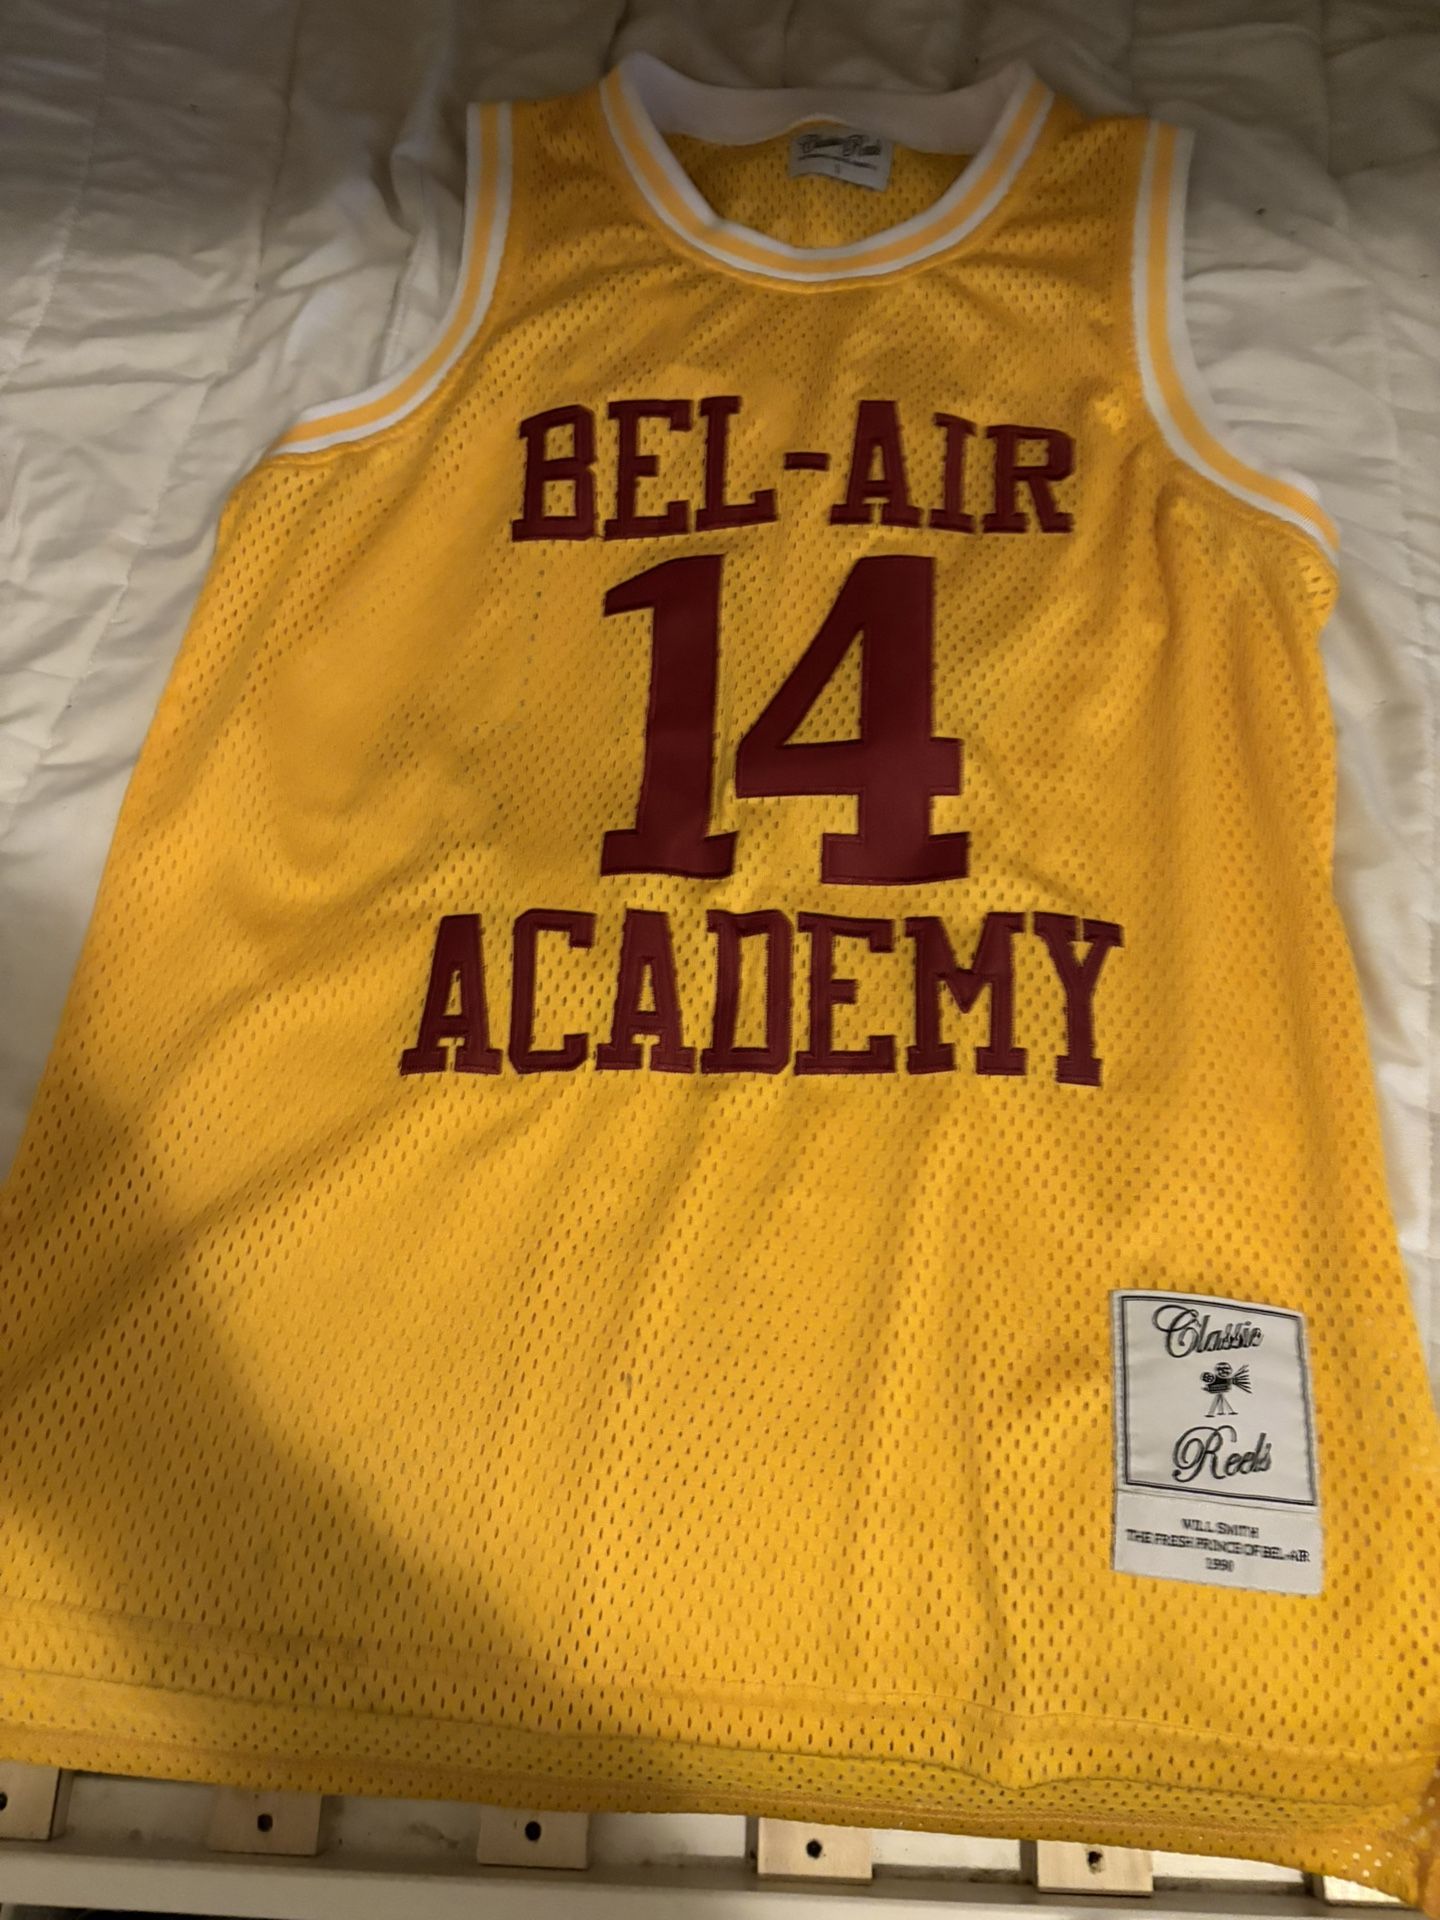 Classic Reels
BEL-AIR
14
ACADEMY
Classic
Reels
WILL SMITH
THE FRESH PRINCE OF BEL-AIR
1990